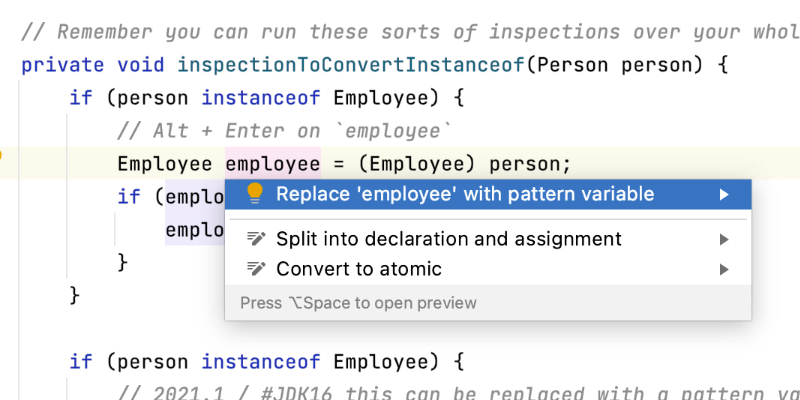 // Remember you can run these sorts of inspections over your whol
private void inspectionToConvertInstanceof(Person person) {
if (person instanceof Employee) {
// Alt + Enter on `employee`
Employee employee = (Employee) person;
if (emplo
Replace 'employee' with pattern variable
emplo
Split into declaration and assignment
}
Convert to atomic
}
Press ⌥Space to open preview
if (person instanceof Employee) {
// 2021.1 / #JDK16 this can be replaced with a pattern va